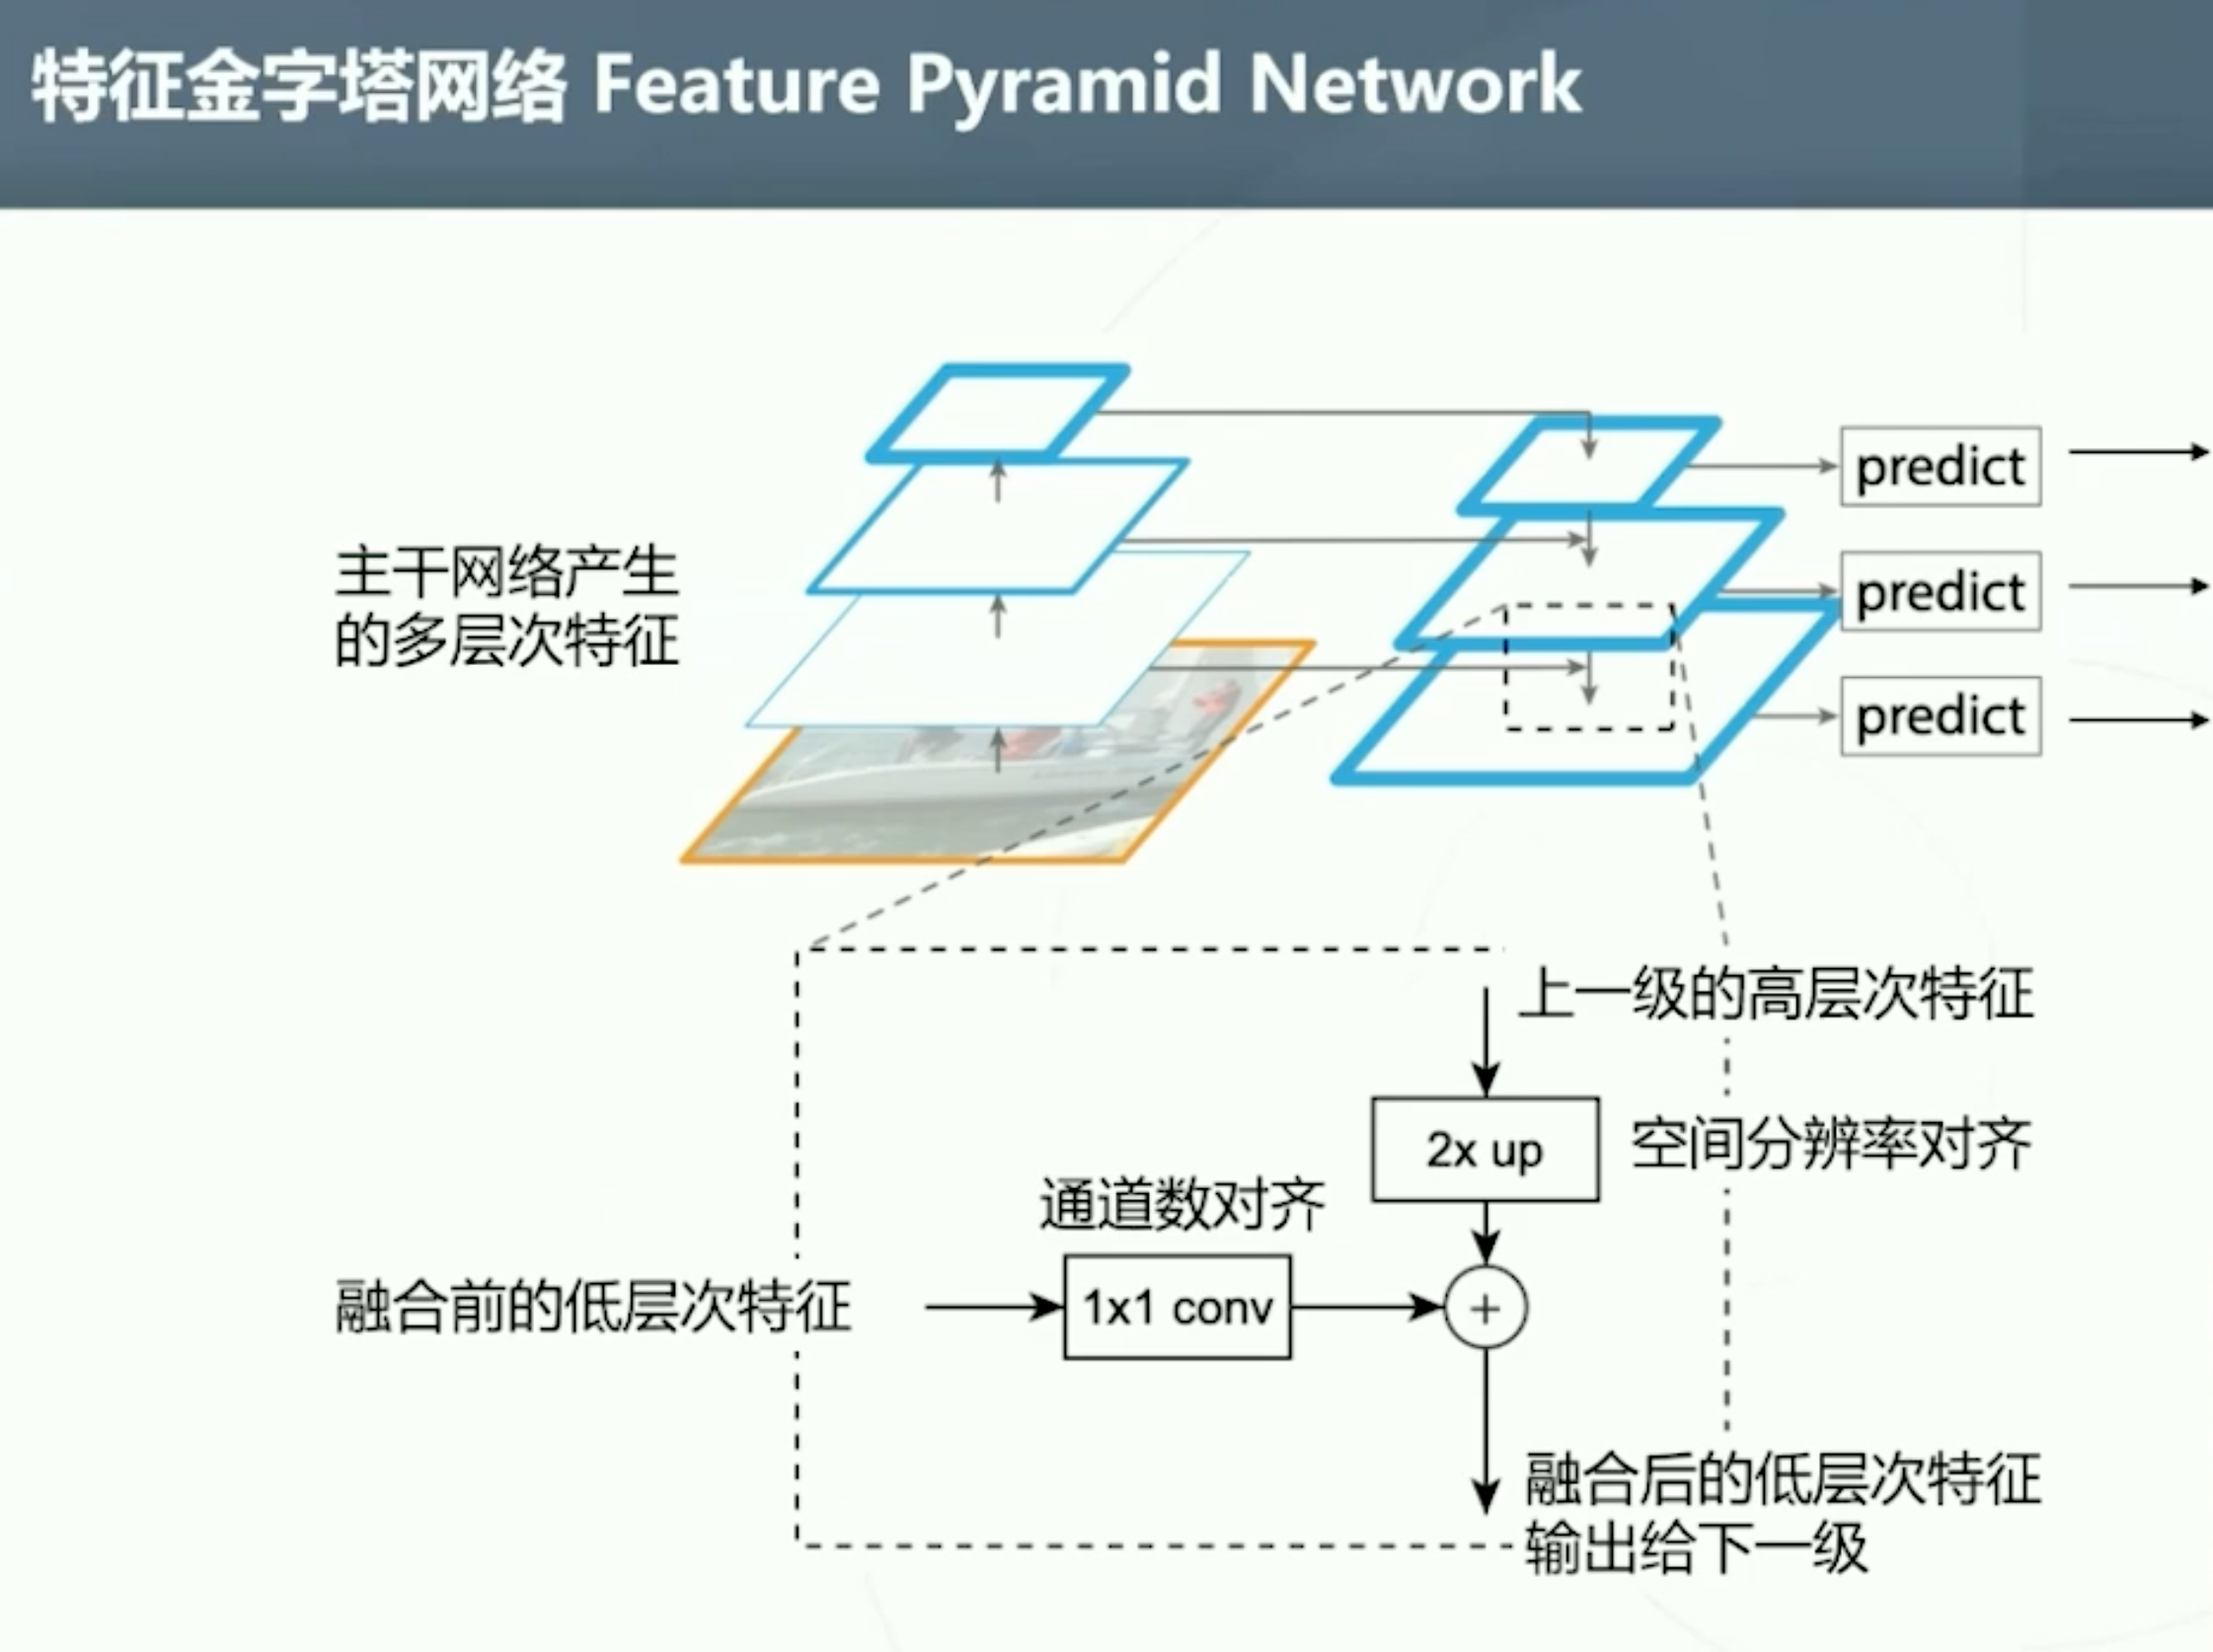 特征金字塔网络 Feature Pyramid Network
主干网络产生
的多层次特征
predict
predict
predict
上一级的高层次特征
2x up
空间分辨率对齐
通道数对齐
融合前的低层次特征
1x1 conv
+
融合后的低层次特征
输出给下一级